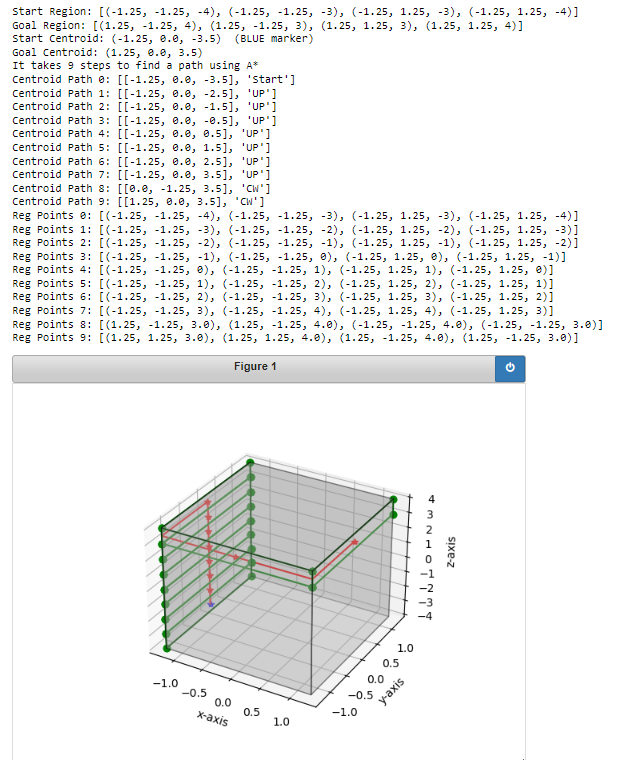 Start Region: [(-1.25, -1.25, -4), (-1.25, -1.25, -3), (-1.25, 1.25, -3), (-1.25, 1.25, -4)]
Goal Region: [(1.25, -1.25, 4), (1.25, -1.25, 3), (1.25, 1.25, 3), (1.25, 1.25, 4)]
Start Centroid: (-1.25, 0.0, -3.5)  (BLUE marker)
Goal Centroid: (1.25, 0.0, 3.5)
It takes 9 steps to find a path using A*
Centroid Path 0: [[-1.25, 0.0, -3.5], 'Start']
Centroid Path 1: [[-1.25, 0.0, -2.5], 'UP']
Centroid Path 2: [[-1.25, 0.0, -1.5], 'UP']
Centroid Path 3: [[-1.25, 0.0, -0.5], 'UP']
Centroid Path 4: [[-1.25, 0.0, 0.5], 'UP']
Centroid Path 5: [[-1.25, 0.0, 1.5], 'UP']
Centroid Path 6: [[-1.25, 0.0, 2.5], 'UP']
Centroid Path 7: [[-1.25, 0.0, 3.5], 'UP']
Centroid Path 8: [[0.0, -1.25, 3.5], 'CW']
Centroid Path 9: [[1.25, 0.0, 3.5], 'CW']
Reg Points 0: [(-1.25, -1.25, -4), (-1.25, -1.25, -3), (-1.25, 1.25, -3), (-1.25, 1.25, -4)]
Reg Points 1: [(-1.25, -1.25, -3), (-1.25, -1.25, -2), (-1.25, 1.25, -2), (-1.25, 1.25, -3)]
Reg Points 2: [(-1.25, -1.25, -2), (-1.25, -1.25, -1), (-1.25, 1.25, -1), (-1.25, 1.25, -2)]
Reg Points 3: [(-1.25, -1.25, -1), (-1.25, -1.25, 0), (-1.25, 1.25, 0), (-1.25, 1.25, -1)]
Reg Points 4: [(-1.25, -1.25, 0), (-1.25, -1.25, 1), (-1.25, 1.25, 1), (-1.25, 1.25, 0)]
Reg Points 5: [(-1.25, -1.25, 1), (-1.25, -1.25, 2), (-1.25, 1.25, 2), (-1.25, 1.25, 1)]
Reg Points 6: [(-1.25, -1.25, 2), (-1.25, -1.25, 3), (-1.25, 1.25, 3), (-1.25, 1.25, 2)]
Reg Points 7: [(-1.25, -1.25, 3), (-1.25, -1.25, 4), (-1.25, 1.25, 4), (-1.25, 1.25, 3)]
Reg Points 8: [(1.25, -1.25, 3.0), (1.25, -1.25, 4.0), (-1.25, -1.25, 4.0), (-1.25, -1.25, 3.0)]
Reg Points 9: [(1.25, 1.25, 3.0), (1.25, 1.25, 4.0), (1.25, -1.25, 4.0), (1.25, -1.25, 3.0)]
Figure 1
4
3
2
1
0
−1
−2
−3
−4
z-axis
1.0
0.5
0.0
−0.5
−1.0
y-axis
−1.0
−0.5
0.0
0.5
1.0
x-axis